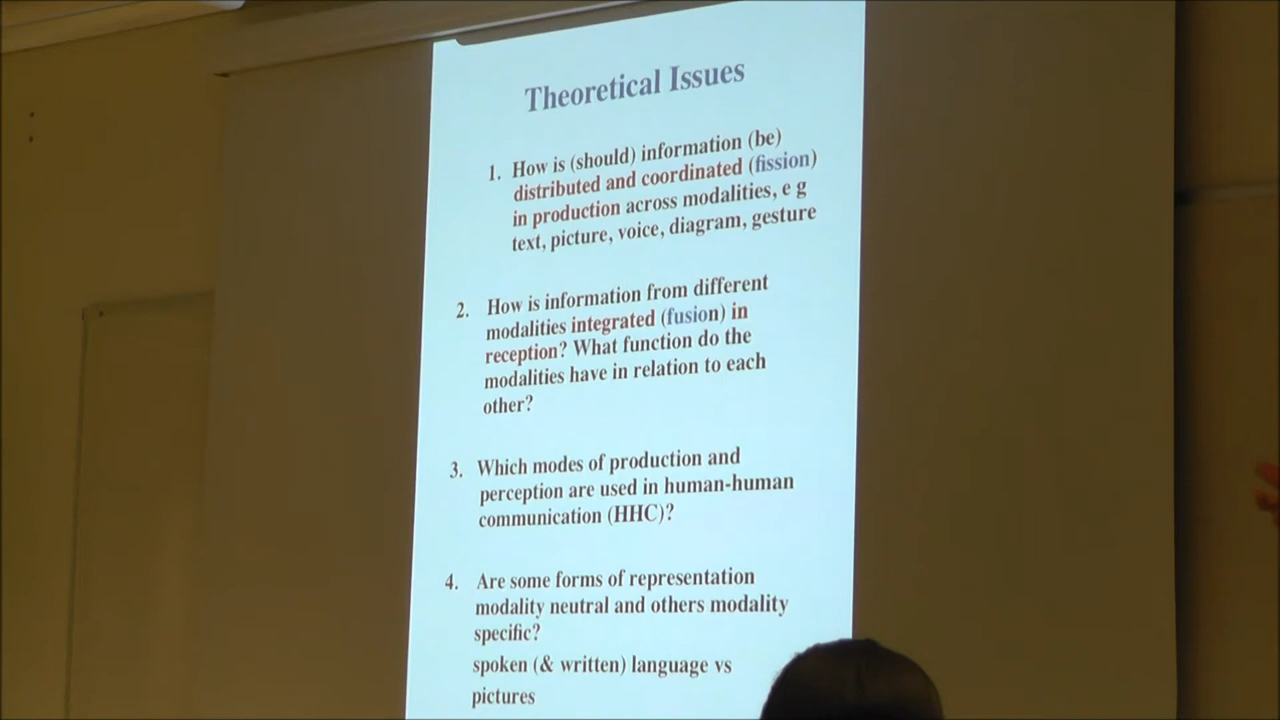 Theoretical Issues
1. How is (should) information (be)
distributed and coordinated (fission)
in production across modalities, e g
text, picture, voice, diagram, gesture
2. How is information from different
modalities integrated (fusion) in
reception? What function do the
modalities have in relation to each
other?
3. Which modes of production and
perception are used in human-human
communication (HHC)?
4. Are some forms of representation
modality neutral and others modality
specific?
spoken (& written) language vs
pictures